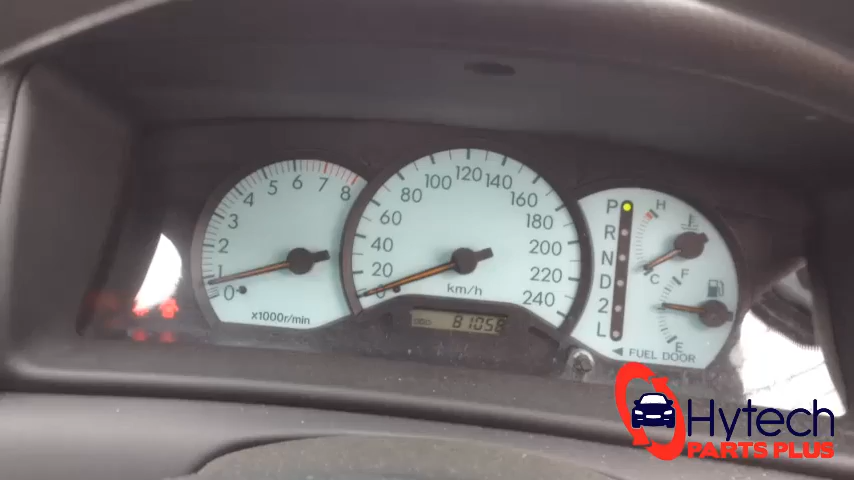 0 1 2 3 4 5 6 7 8
x1000r/min
0 20 40 60 80 100 120 140 160 180 200 220 240
km/h
ODO 81058
P
R
N
D
2
L
H
C
F
E
◀ FUEL DOOR
Hytech
PARTS PLUS